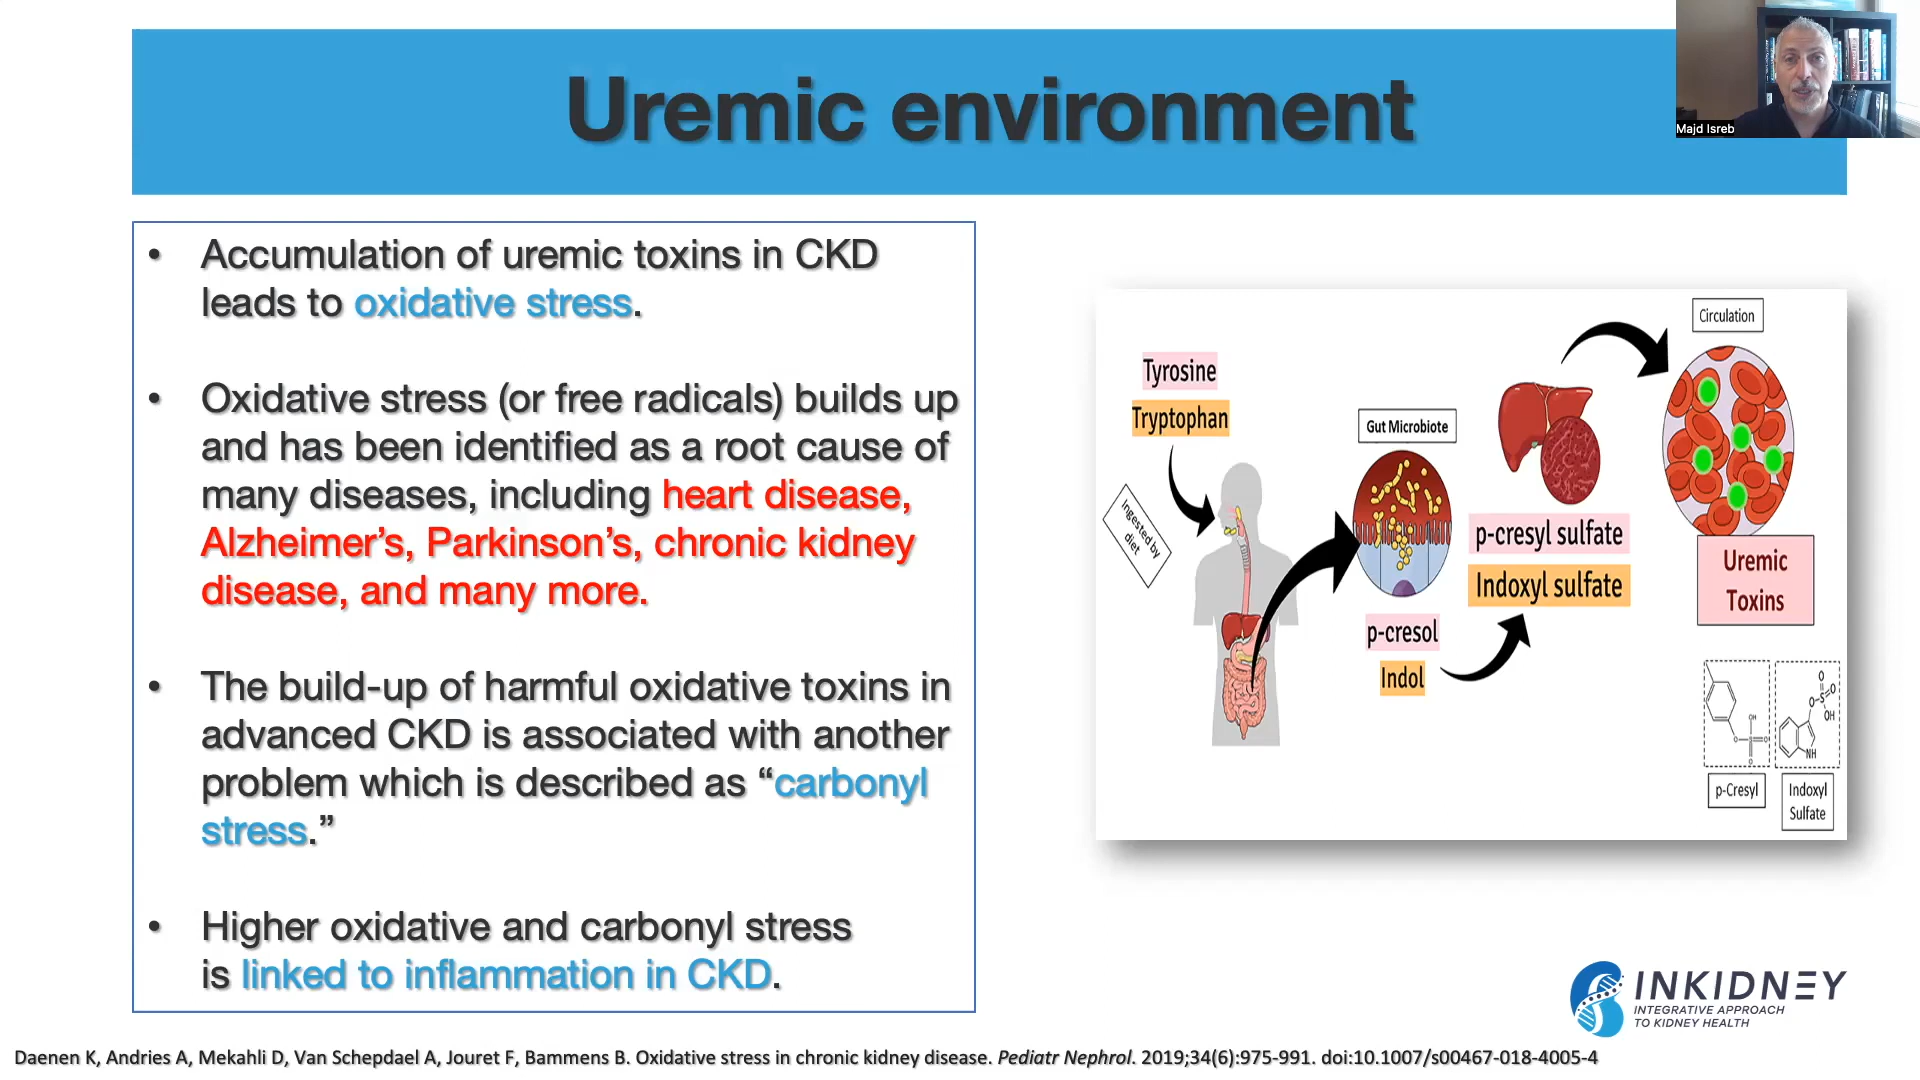 Uremic environment
Majd Isreb
• Accumulation of uremic toxins in CKD
leads to oxidative stress.
• Oxidative stress (or free radicals) builds up
and has been identified as a root cause of
many diseases, including heart disease,
Alzheimer’s, Parkinson’s, chronic kidney
disease, and many more.
• The build-up of harmful oxidative toxins in
advanced CKD is associated with another
problem which is described as “carbonyl
stress.”
• Higher oxidative and carbonyl stress
is linked to inflammation in CKD.
Tyrosine
Tryptophan
Ingested by
diet
Gut Microbiote
p-cresol
Indol
p-cresyl sulfate
Indoxyl sulfate
Circulation
Uremic
Toxins
OH
O
S
OH
O
O
O
S
O
OH
NH
p-Cresyl
Indoxyl
Sulfate
INKIDNEY
INTEGRATIVE APPROACH
TO KIDNEY HEALTH
Daenen K, Andries A, Mekahli D, Van Schepdael A, Jouret F, Bammens B. Oxidative stress in chronic kidney disease. Pediatr Nephrol. 2019;34(6):975-991. doi:10.1007/s00467-018-4005-4